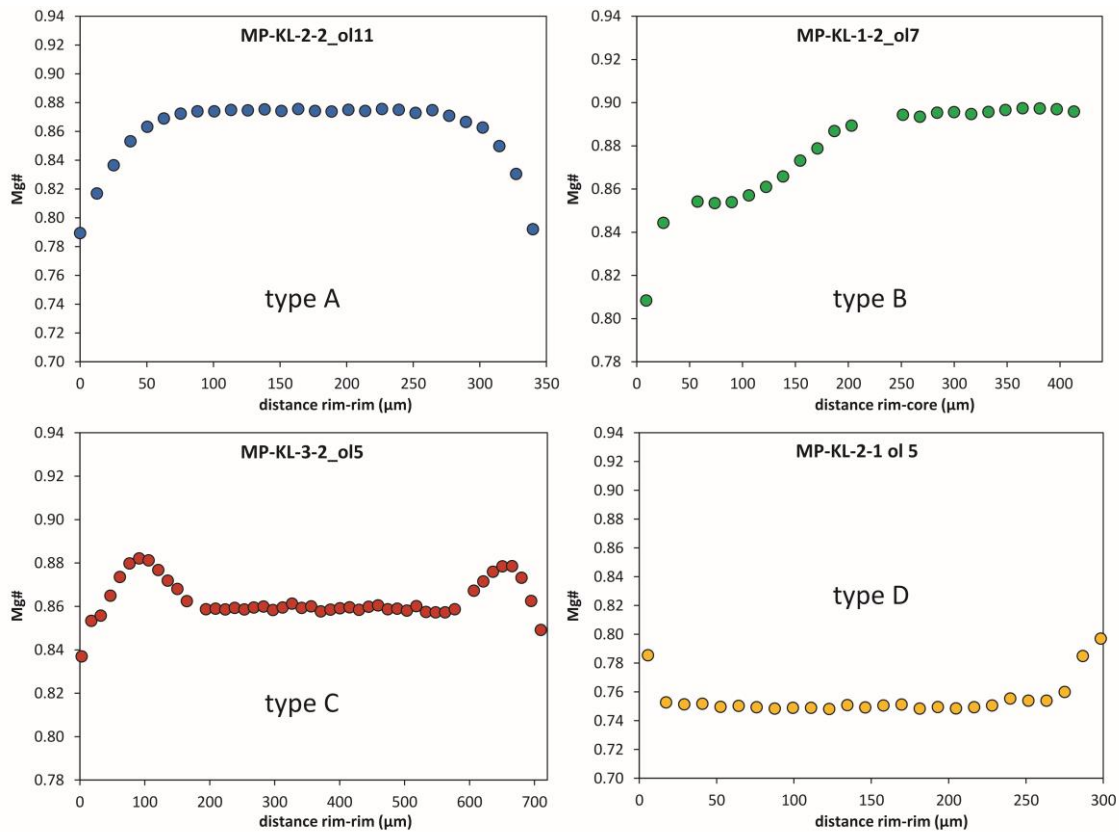 MP-KL-2-2_ol11
0.94
0.92
0.90
0.88
0.86
0.84
0.82
0.80
0.78
0.76
0.74
0.72
0.70
Mg#
type A
0 50 100 150 200 250 300 350
distance rim-rim (µm)
MP-KL-1-2_ol7
0.94
0.92
0.90
0.88
0.86
0.84
0.82
0.80
0.78
Mg#
type B
0 100 200 300 400
distance rim-core (µm)
MP-KL-3-2_ol5
0.94
0.92
0.90
0.88
0.86
0.84
0.82
0.80
0.78
Mg#
type C
0 100 200 300 400 500 600 700
distance rim-rim (µm)
MP-KL-2-1 ol 5
0.94
0.92
0.90
0.88
0.86
0.84
0.82
0.80
0.78
0.76
0.74
0.72
0.70
Mg#
type D
0 50 100 150 200 250 300
distance rim-rim (µm)